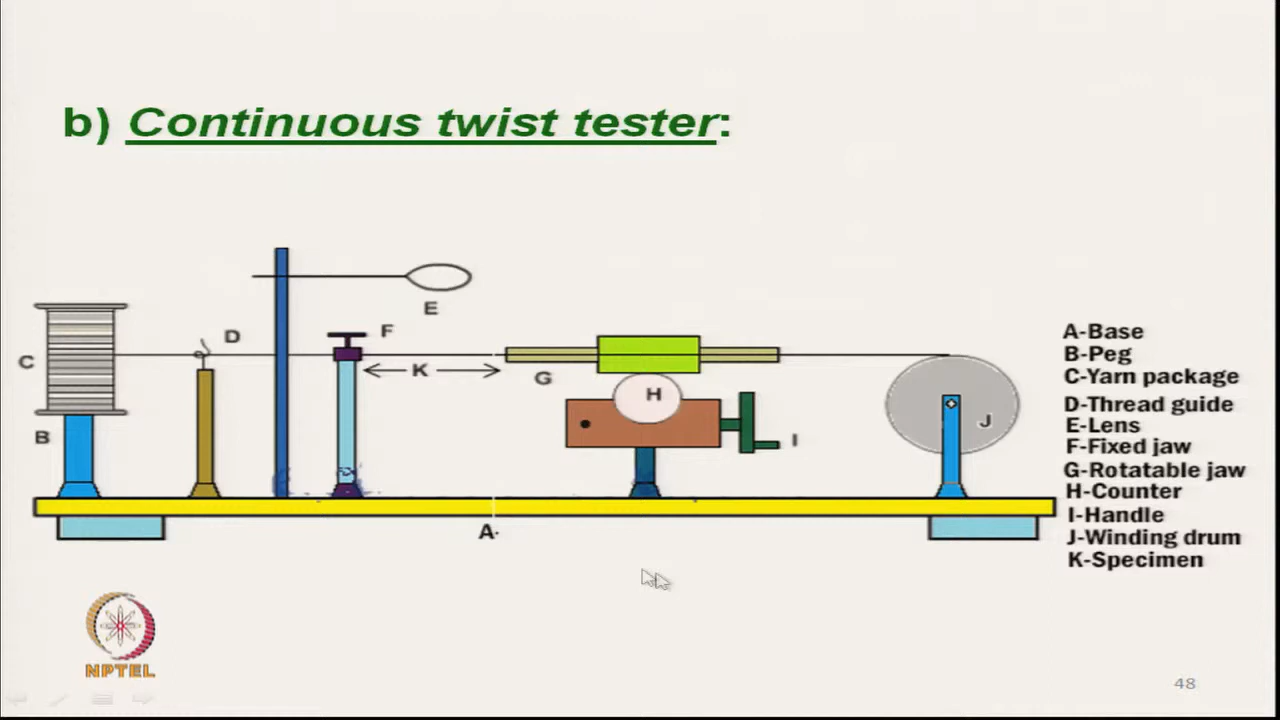 b) Continuous twist tester:
E
D
F
C
K
G
H
B
I
J
A
A-Base
B-Peg
C-Yarn package
D-Thread guide
E-Lens
F-Fixed jaw
G-Rotatable jaw
H-Counter
I-Handle
J-Winding drum
K-Specimen
NPTEL
48